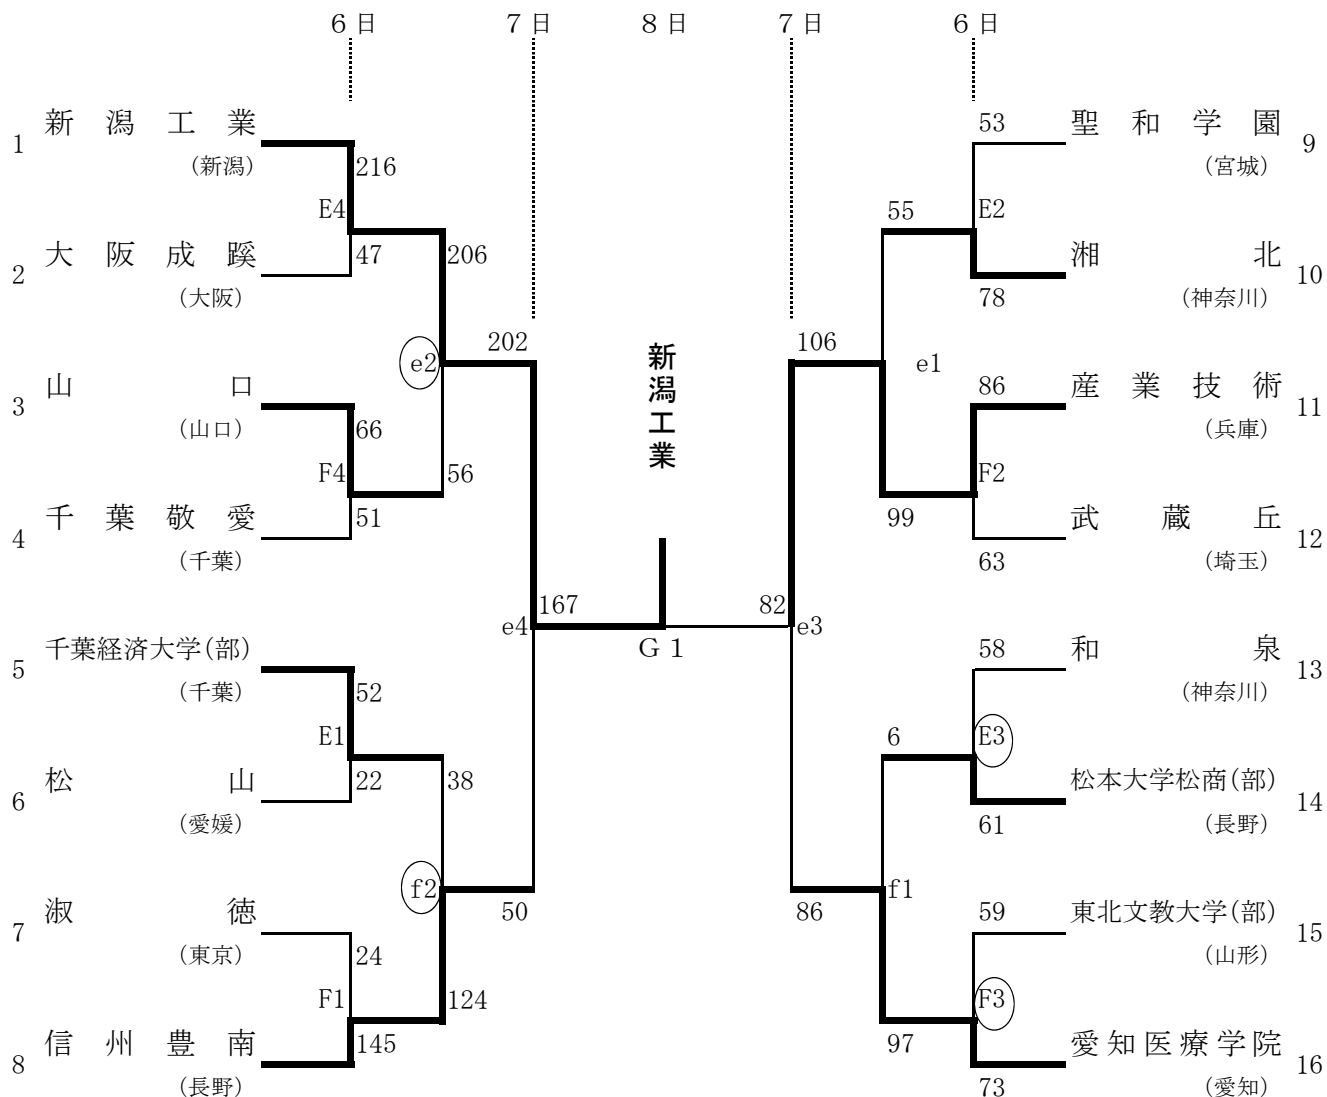 6日 7日 8日 7日 6日
1 新潟工業
(新潟)
216
E4
2 大阪成蹊
(大阪)
47
206
e2
3 山口
(山口)
66
F4
4 千葉敬愛
(千葉)
51
56
202
5 千葉経済大学(部)
(千葉)
52
E1
6 松山
(愛媛)
22
38
f2
7 淑徳
(東京)
24
F1
8 信州豊南
(長野)
145
124
50
e4
167
新潟工業
G1
82
e3
106
55
e1
99
53
聖和学園 9
(宮城)
E2
湘北 10
(神奈川)
78
86
産業技術 11
(兵庫)
F2
武蔵丘 12
(埼玉)
63
58
和泉 13
(神奈川)
6
E3
松本大学松商(部) 14
(長野)
61
86
f1
59
東北文教大学(部) 15
(山形)
F3
97
愛知医療学院 16
(愛知)
73